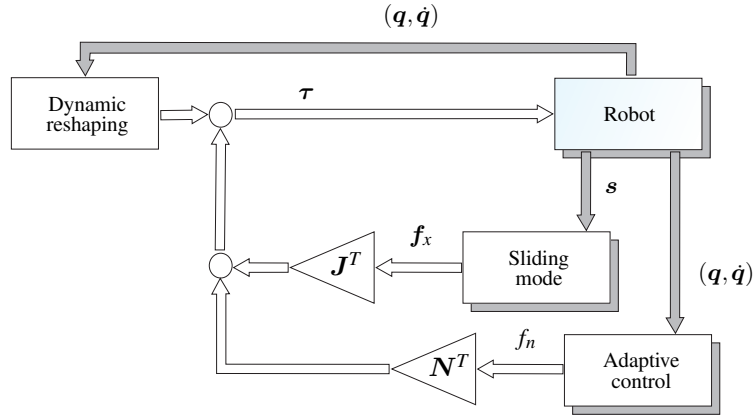 (q, q̇)
Dynamic
reshaping
τ
Robot
s
f_x
J^T
Sliding
mode
(q, q̇)
f_n
N^T
Adaptive
control